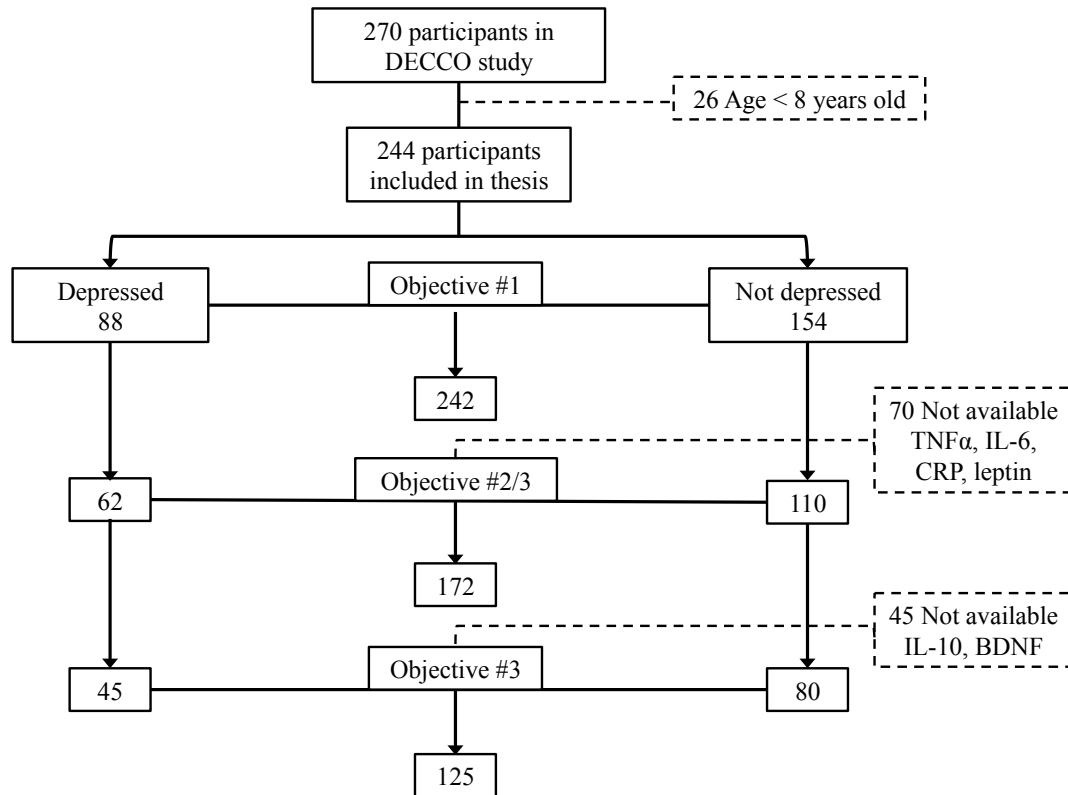 270 participants in
DECCO study
26 Age < 8 years old
244 participants
included in thesis
Depressed
88
Objective #1
Not depressed
154
242
70 Not available
TNFα, IL-6,
CRP, leptin
62
Objective #2/3
110
172
45 Not available
IL-10, BDNF
45
Objective #3
80
125